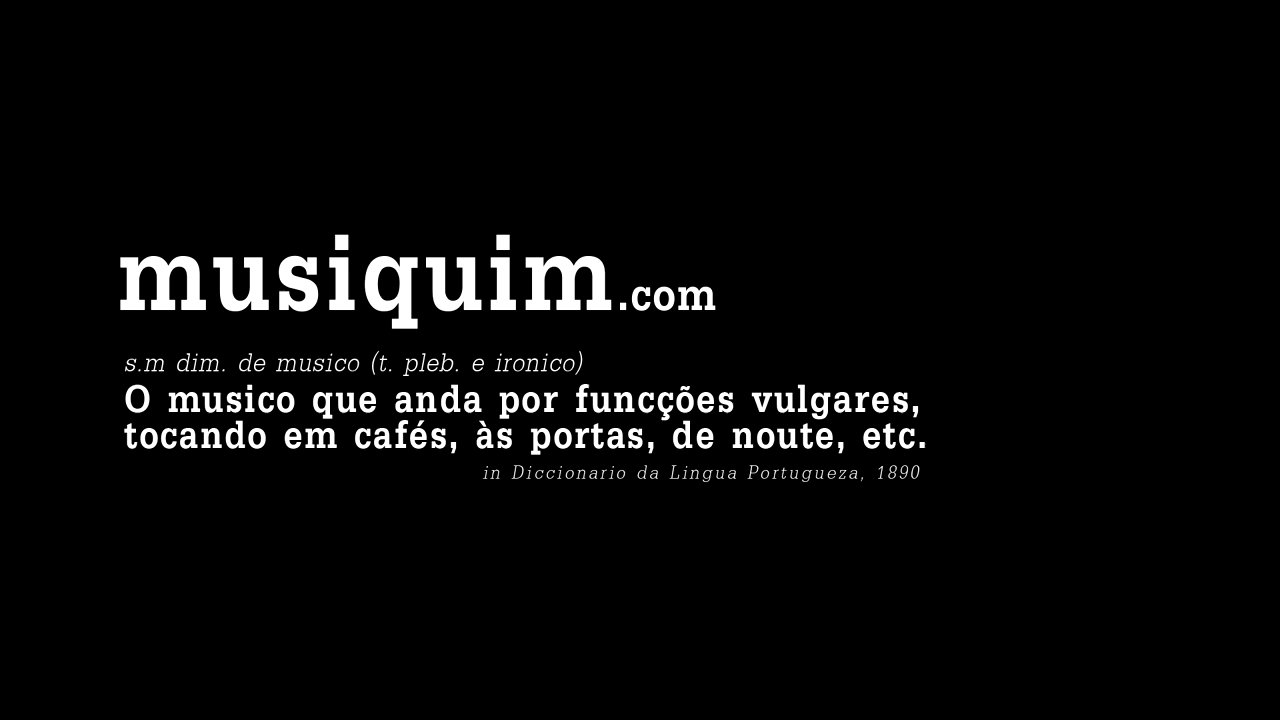 musiquim.com
s.m dim. de musico (t. pleb. e ironico)
O musico que anda por funcções vulgares,
tocando em cafés, às portas, de noute, etc.
in Diccionario da Lingua Portugueza, 1890